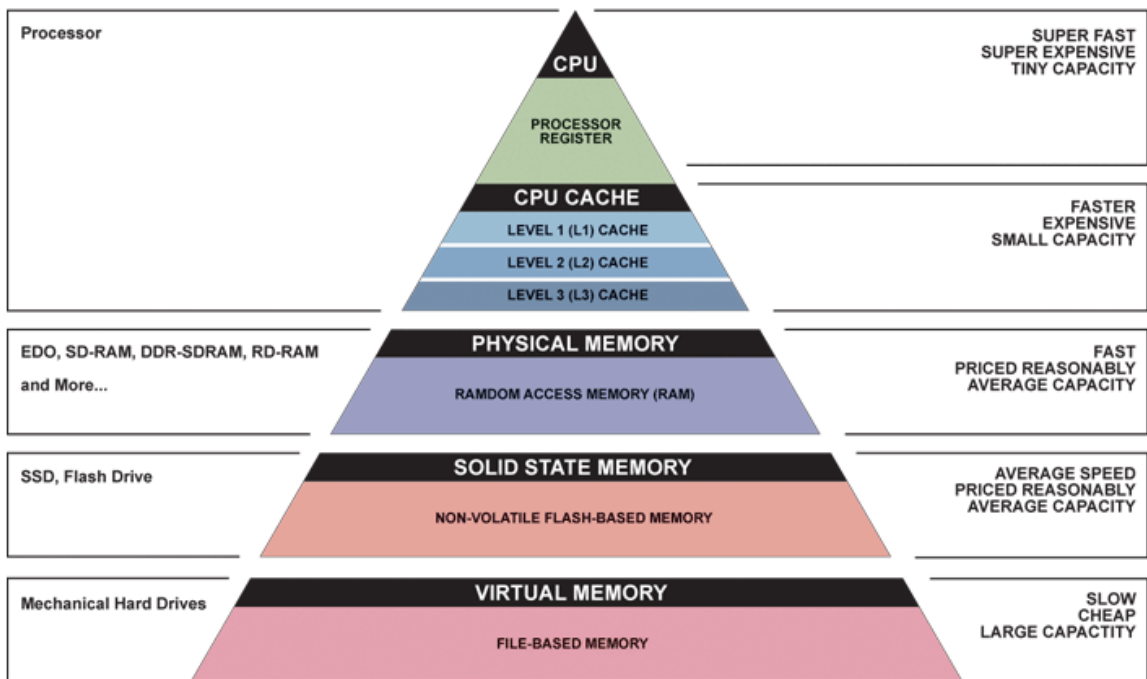 Processor
CPU
SUPER FAST
SUPER EXPENSIVE
TINY CAPACITY
PROCESSOR
REGISTER
CPU CACHE
LEVEL 1 (L1) CACHE
LEVEL 2 (L2) CACHE
LEVEL 3 (L3) CACHE
FASTER
EXPENSIVE
SMALL CAPACITY
EDO, SD-RAM, DDR-SDRAM, RD-RAM
and More...
PHYSICAL MEMORY
RAMDOM ACCESS MEMORY (RAM)
FAST
PRICED REASONABLY
AVERAGE CAPACITY
SSD, Flash Drive
SOLID STATE MEMORY
NON-VOLATILE FLASH-BASED MEMORY
AVERAGE SPEED
PRICED REASONABLY
AVERAGE CAPACITY
Mechanical Hard Drives
VIRTUAL MEMORY
FILE-BASED MEMORY
SLOW
CHEAP
LARGE CAPACTITY